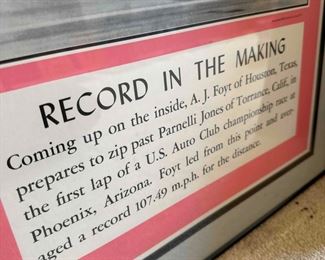 RECORD IN THE MAKING
Coming up on the inside, A. J. Foyt of Houston, Texas,
prepares to zip past Parnelli Jones of Torrance, Calif., in
the first lap of a U.S. Auto Club championship race at
Phoenix, Arizona. Foyt led from this point and aver-
aged a record 107.49 m.p.h. for the distance.